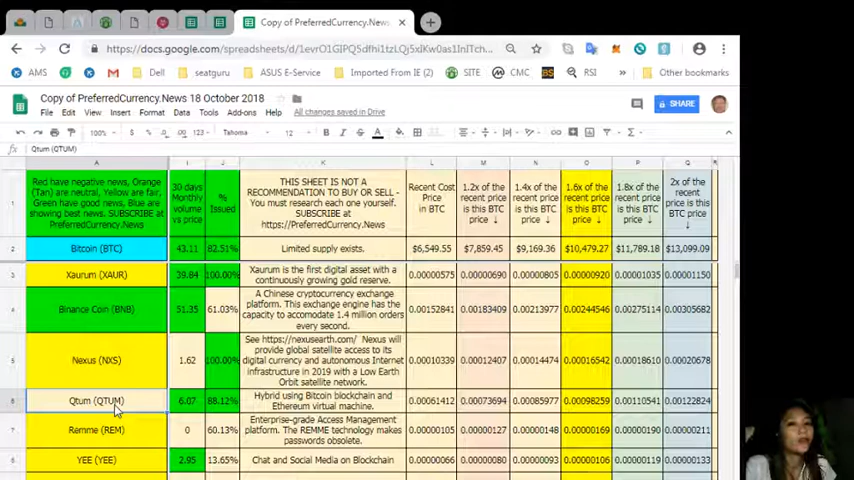 Copy of PreferredCurrency.News
https://docs.google.com/spreadsheets/d/1evrO1GIPQ5dfhi1tzLQj5xlKw0as1InlTch...
AMS
Dell
seatguru
ASUS E-Service
Imported From IE (2)
SITE
CMC
BS
RSI
»
Other bookmarks
Copy of PreferredCurrency.News 18 October 2018
SHARE
File Edit View Insert Format Data Tools Add-ons Help All changes saved in Drive
100% $ % .0 .00 123 Tahoma 12 B I S A
fx Qtum (QTUM)
A I J K L M N O P Q
1
Red have negative news, Orange
(Tan) are neutral, Yellow are fair,
Green have good news, Blue are
showing best news. SUBSCRIBE at
PreferredCurrency.News
30 days
Monthly
volume
vs price
%
Issued
THIS SHEET IS NOT A
RECOMMENDATION TO BUY OR SELL -
You must research each one yourself.
SUBSCRIBE at
https://PreferredCurrency.News
Recent Cost
Price
in BTC
1.2x of the
recent price
is this BTC
price ↓
1.4x of the
recent price
is this BTC
price ↓
1.6x of the
recent price
is this BTC
price ↓
1.8x of the
recent price
is this BTC
price ↓
2x of the
recent price
is this BTC
price
↓
2 Bitcoin (BTC) 43.11 82.51% Limited supply exists. $6,549.55 $7,859.45 $9,169.36 $10,479.27 $11,789.18 $13,099.09
3 Xaurum (XAUR) 39.84 100.00% Xaurum is the first digital asset with a
continuously growing gold reserve. 0.00000575 0.00000690 0.00000805 0.00000920 0.00001035 0.00001150
4 Binance Coin (BNB) 51.35 61.03% A Chinese cryptocurrency exchange
platform. This exchange engine has the
capacity to accomodate 1.4 million orders
every second. 0.00152841 0.00183409 0.00213977 0.00244546 0.00275114 0.00305682
5 Nexus (NXS) 1.62 100.00% See https://nexusearth.com/ Nexus will
provide global satellite access to its
digital currency and autonomous Internet
infrastructure in 2019 with a Low Earth
Orbit satellite network. 0.00010339 0.00012407 0.00014474 0.00016542 0.00018610 0.00020678
6 Qtum (QTUM) 6.07 88.12% Hybrid using Bitcoin blockchain and
Ethereum virtual machine. 0.00061412 0.00073694 0.00085978 0.00098259 0.00110541 0.00122824
7 Remme (REM) 0 60.13% Enterprise-grade Access Management
platform. The REMME technology makes
passwords obsolete. 0.00000105 0.00000127 0.00000148 0.00000169 0.00000190 0.00000211
8 YEE (YEE) 2.95 13.65% Chat and Social Media on Blockchain 0.00000066 0.00000080 0.00000093 0.00000106 0.00000119 0.00000133